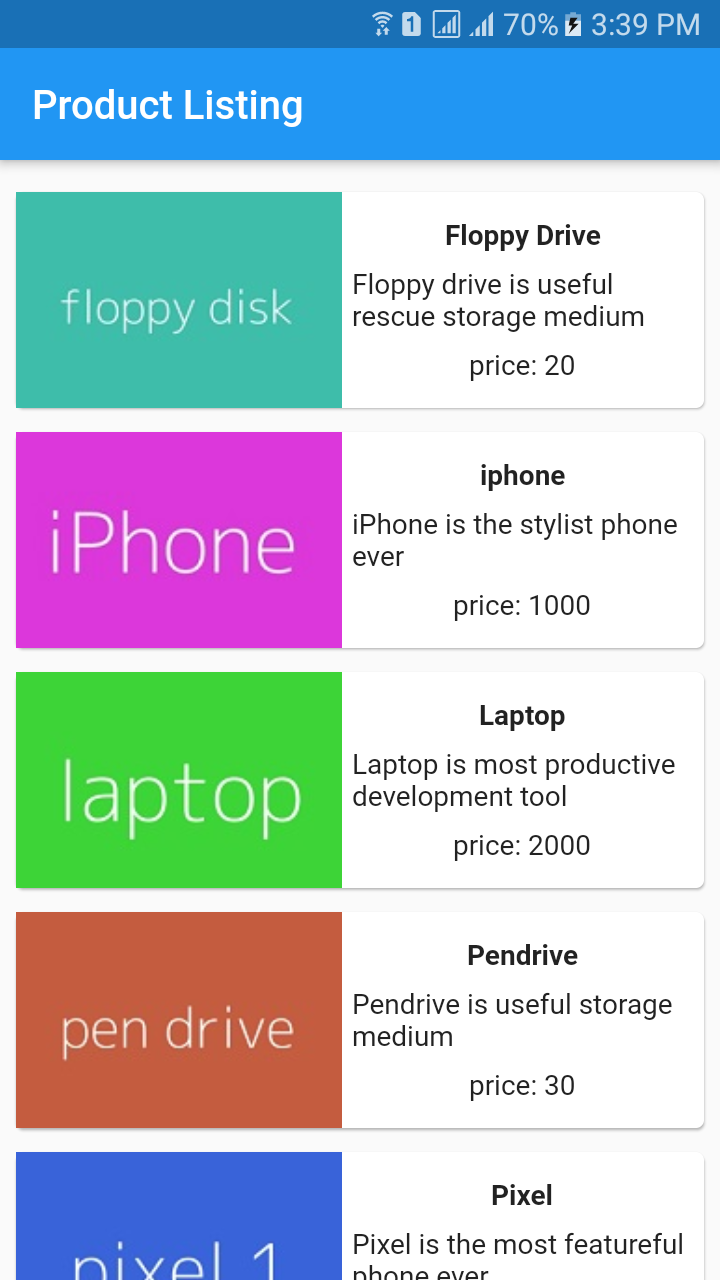 70% 3:39 PM
Product Listing
floppy disk
Floppy Drive
Floppy drive is useful
rescue storage medium
price: 20
iPhone
iphone
iPhone is the stylist phone
ever
price: 1000
laptop
Laptop
Laptop is most productive
development tool
price: 2000
pen drive
Pendrive
Pendrive is useful storage
medium
price: 30
pixel 1
Pixel
Pixel is the most featureful
phone ever